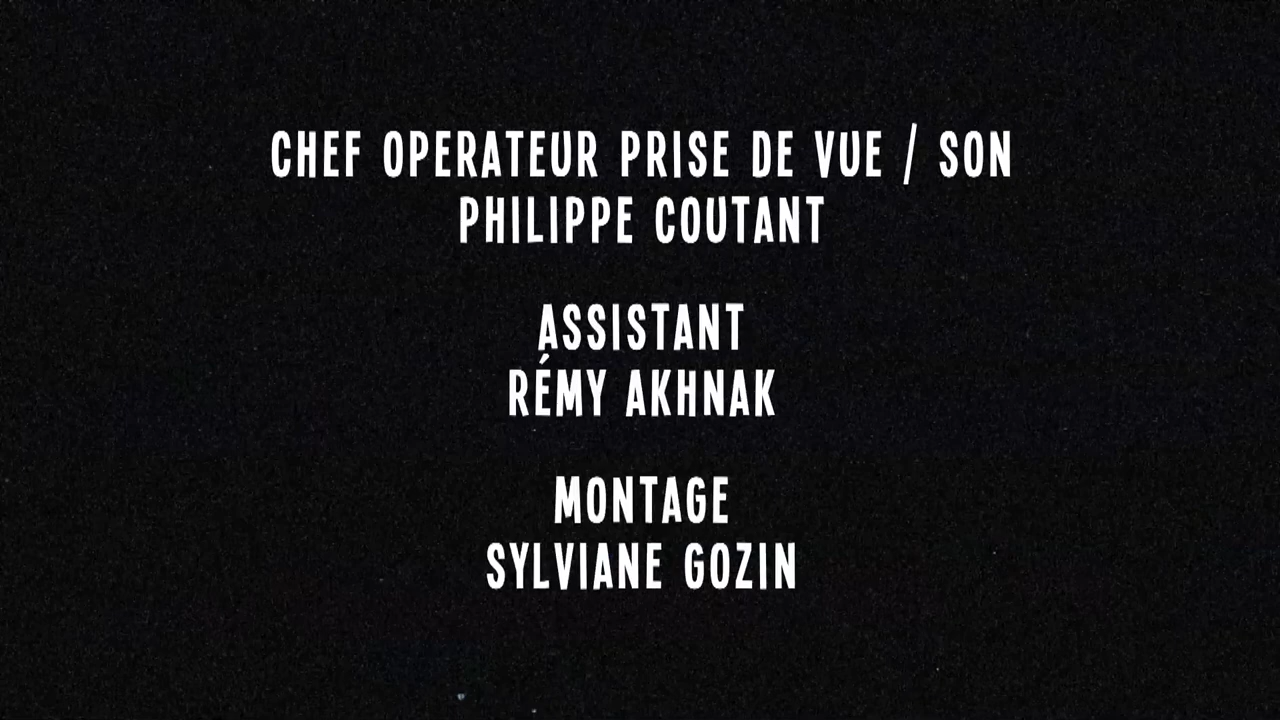 CHEF OPERATEUR PRISE DE VUE / SON
PHILIPPE COUTANT
ASSISTANT
RÉMY AKHNAK
MONTAGE
SYLVIANE GOZIN